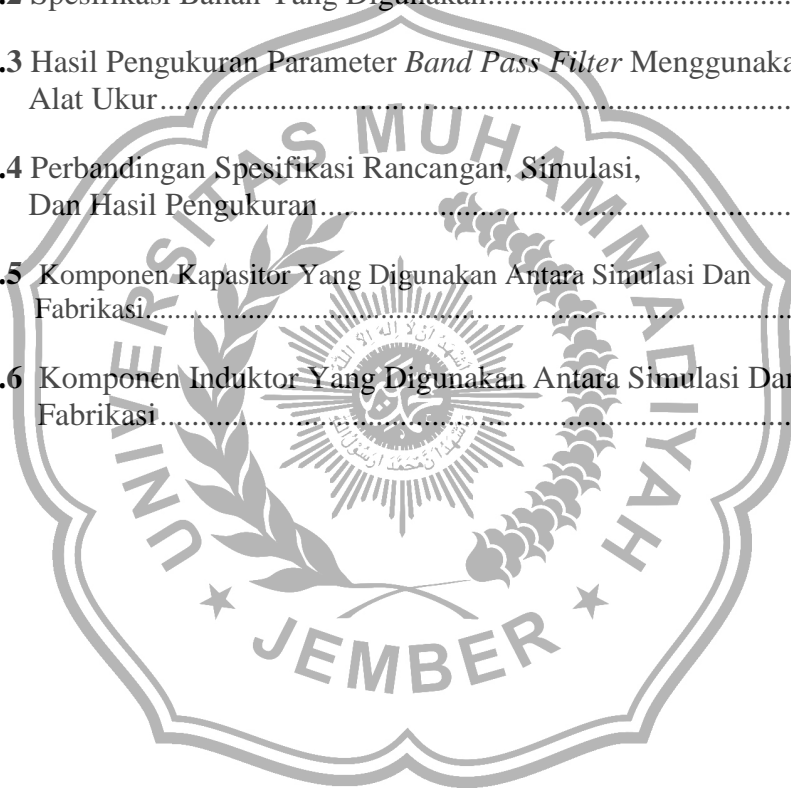 .2 Spesifikasi Bahan Yang Digunakan
.3 Hasil Pengukuran Parameter Band Pass Filter Menggunaka
Alat Ukur
.4 Perbandingan Spesifikasi Rancangan, Simulasi,
Dan Hasil Pengukuran
.5 Komponen Kapasitor Yang Digunakan Antara Simulasi Dan
Fabrikasi
.6 Komponen Induktor Yang Digunakan Antara Simulasi Dan
Fabrikasi
UNIVERSITAS MUHAMMADIYAH
JEMBER